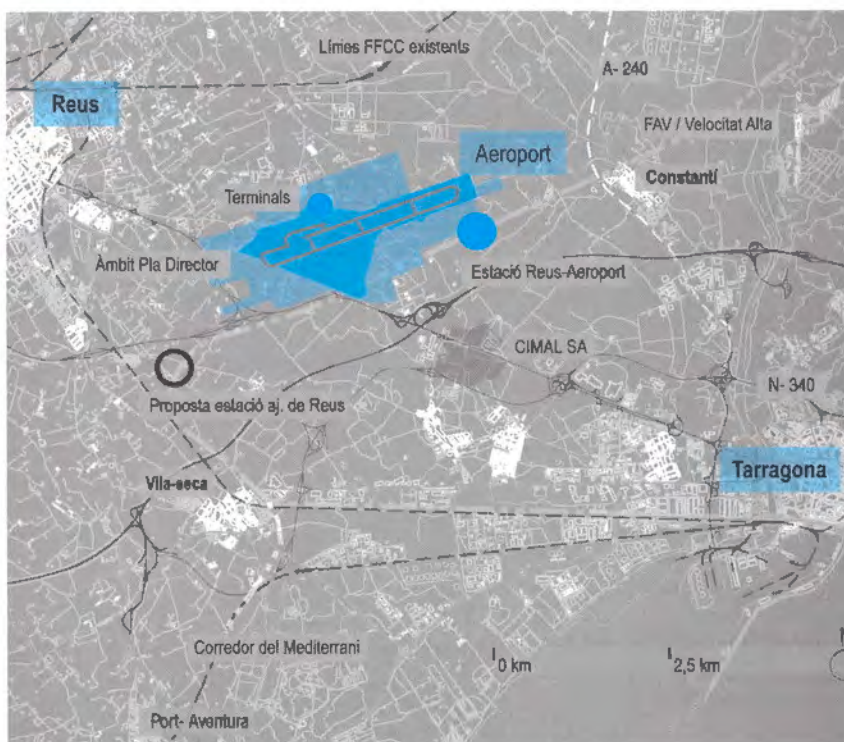 Línies FFCC existents
A- 240
Reus
FAV / Velocitat Alta
Aeroport
Constantí
Terminals
Àmbit Pla Director
Estació Reus-Aeroport
CIMAL SA
N- 340
Proposta estació aj. de Reus
Tarragona
Vila-seca
Corredor del Mediterrani
0 km
2,5 km
Port- Aventura